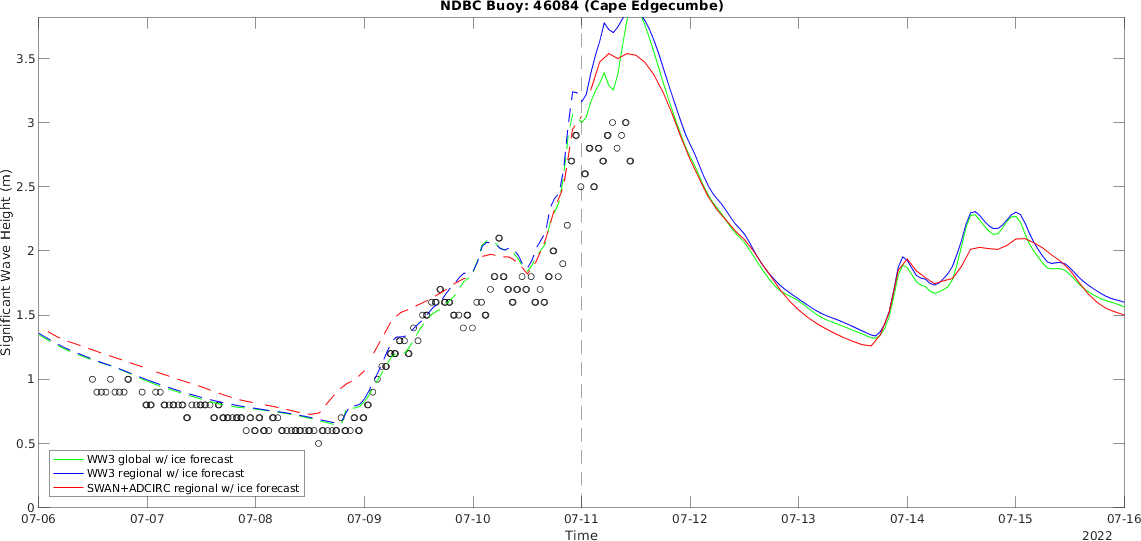 NDBC Buoy: 46084 (Cape Edgecumbe)
Significant Wave Height (m)
3.5
3
2.5
2
1.5
1
0.5
0
WW3 global w/ ice forecast
WW3 regional w/ ice forecast
SWAN+ADCIRC regional w/ ice forecast
07-06 07-07 07-08 07-09 07-10 07-11 07-12 07-13 07-14 07-15 07-16
Time
2022